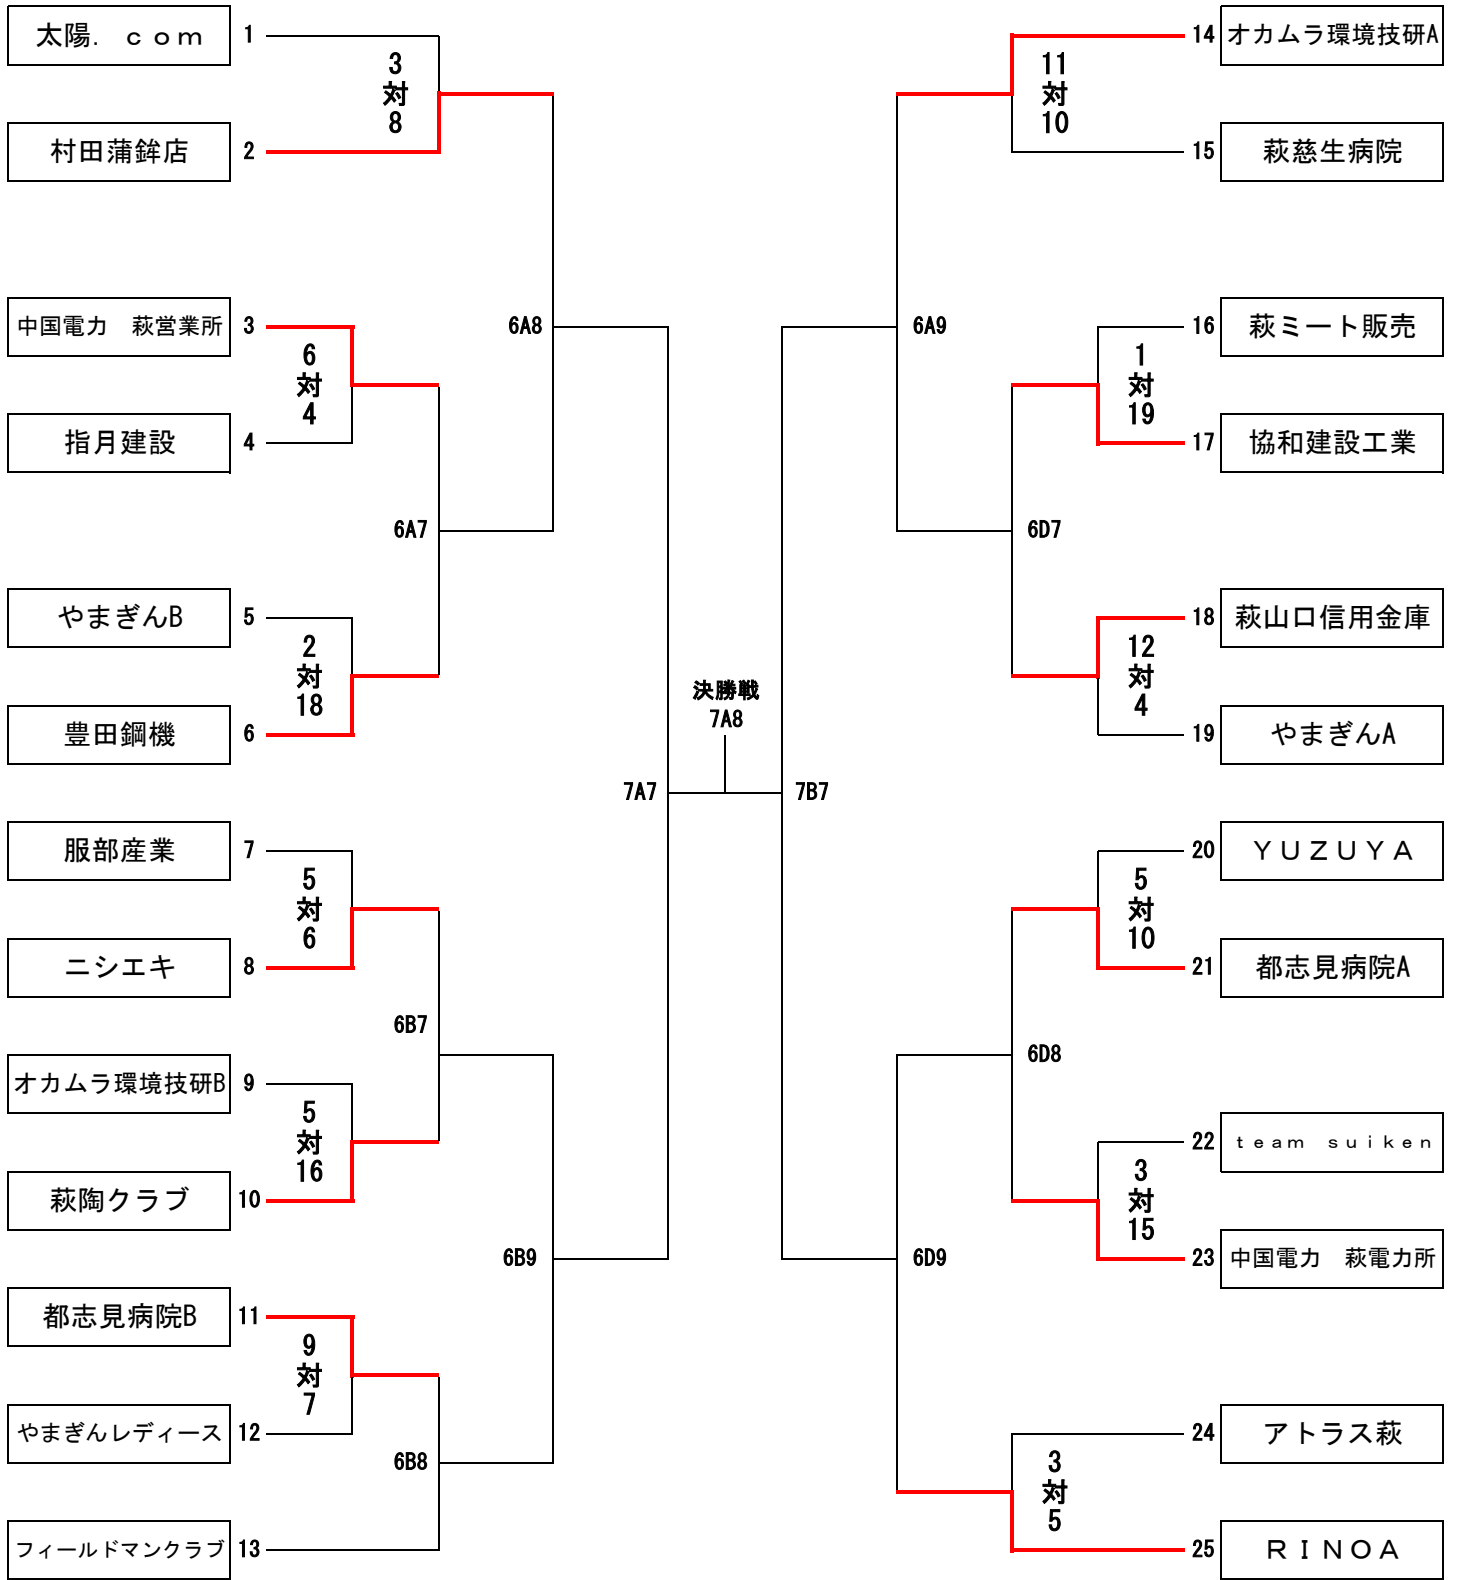 太陽．ｃｏｍ 1
3
対
8
村田蒲鉾店 2
中国電力　萩営業所 3
6
対
4
指月建設 4
6A8
6A7
やまぎんB 5
2
対
18
豊田鋼機 6
服部産業 7
5
対
6
ニシエキ 8
6B7
オカムラ環境技研B 9
5
対
16
萩陶クラブ 10
6B9
都志見病院B 11
9
対
7
やまぎんレディース 12
6B8
フィールドマンクラブ 13
7A7
決勝戦
7A8
7B7
14 オカムラ環境技研A
11
対
10
15 萩慈生病院
6A9
16 萩ミート販売
1
対
19
17 協和建設工業
6D7
18 萩山口信用金庫
12
対
4
19 やまぎんA
20 ＹＵＺＵＹＡ
5
対
10
21 都志見病院A
6D8
22 ｔｅａｍ　ｓｕｉｋｅｎ
3
対
15
23 中国電力　萩電力所
6D9
24 アトラス萩
3
対
5
25 ＲＩＮＯＡ